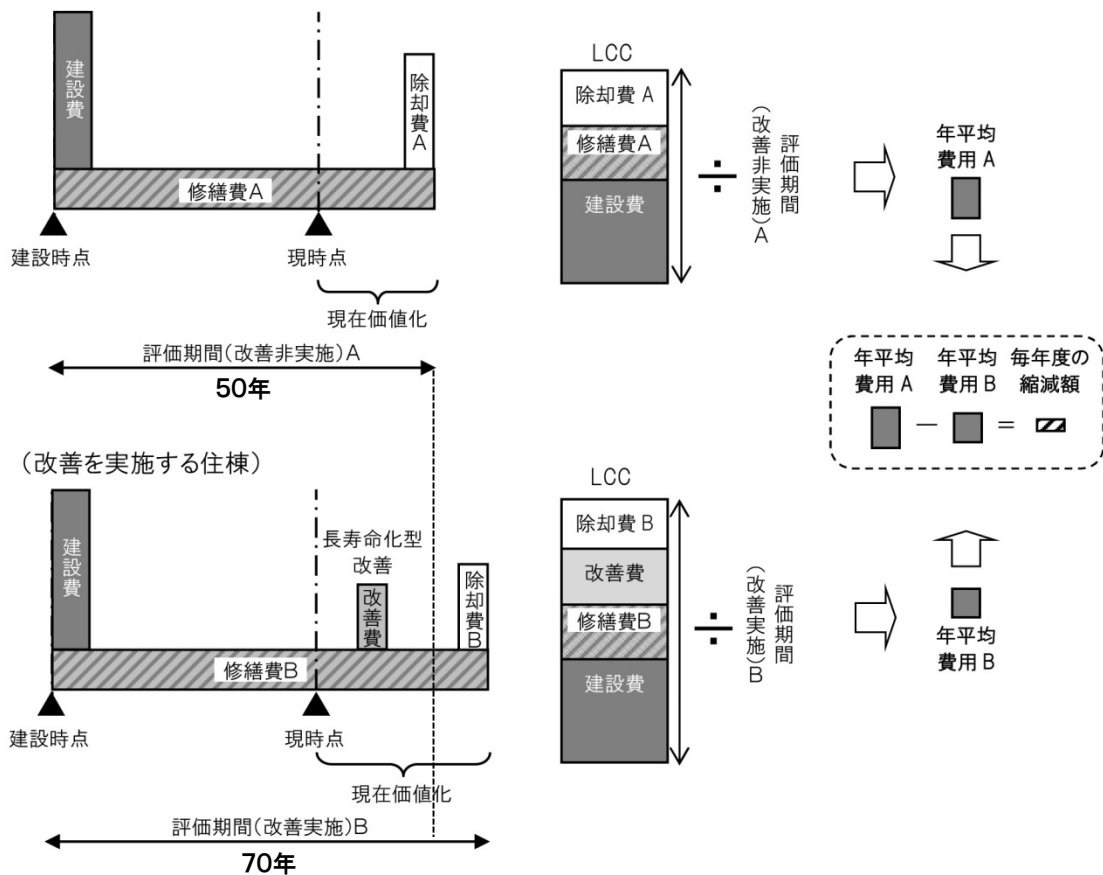 建設費
除却費A
修繕費A
建設時点
現時点
現在価値化
評価期間(改善非実施)A
50年
LCC
除却費 A
修繕費A
建設費
÷
評価期間
(改善非実施)A
年平均
費用 A
年平均
費用 A
年平均
費用 B
毎年度の
縮減額
－
＝
(改善を実施する住棟)
建設費
長寿命化型
改善
改善費
除却費B
修繕費B
建設時点
現時点
現在価値化
評価期間(改善実施)B
70年
LCC
除却費 B
改善費
修繕費B
建設費
÷
評価期間
(改善実施)B
年平均
費用 B